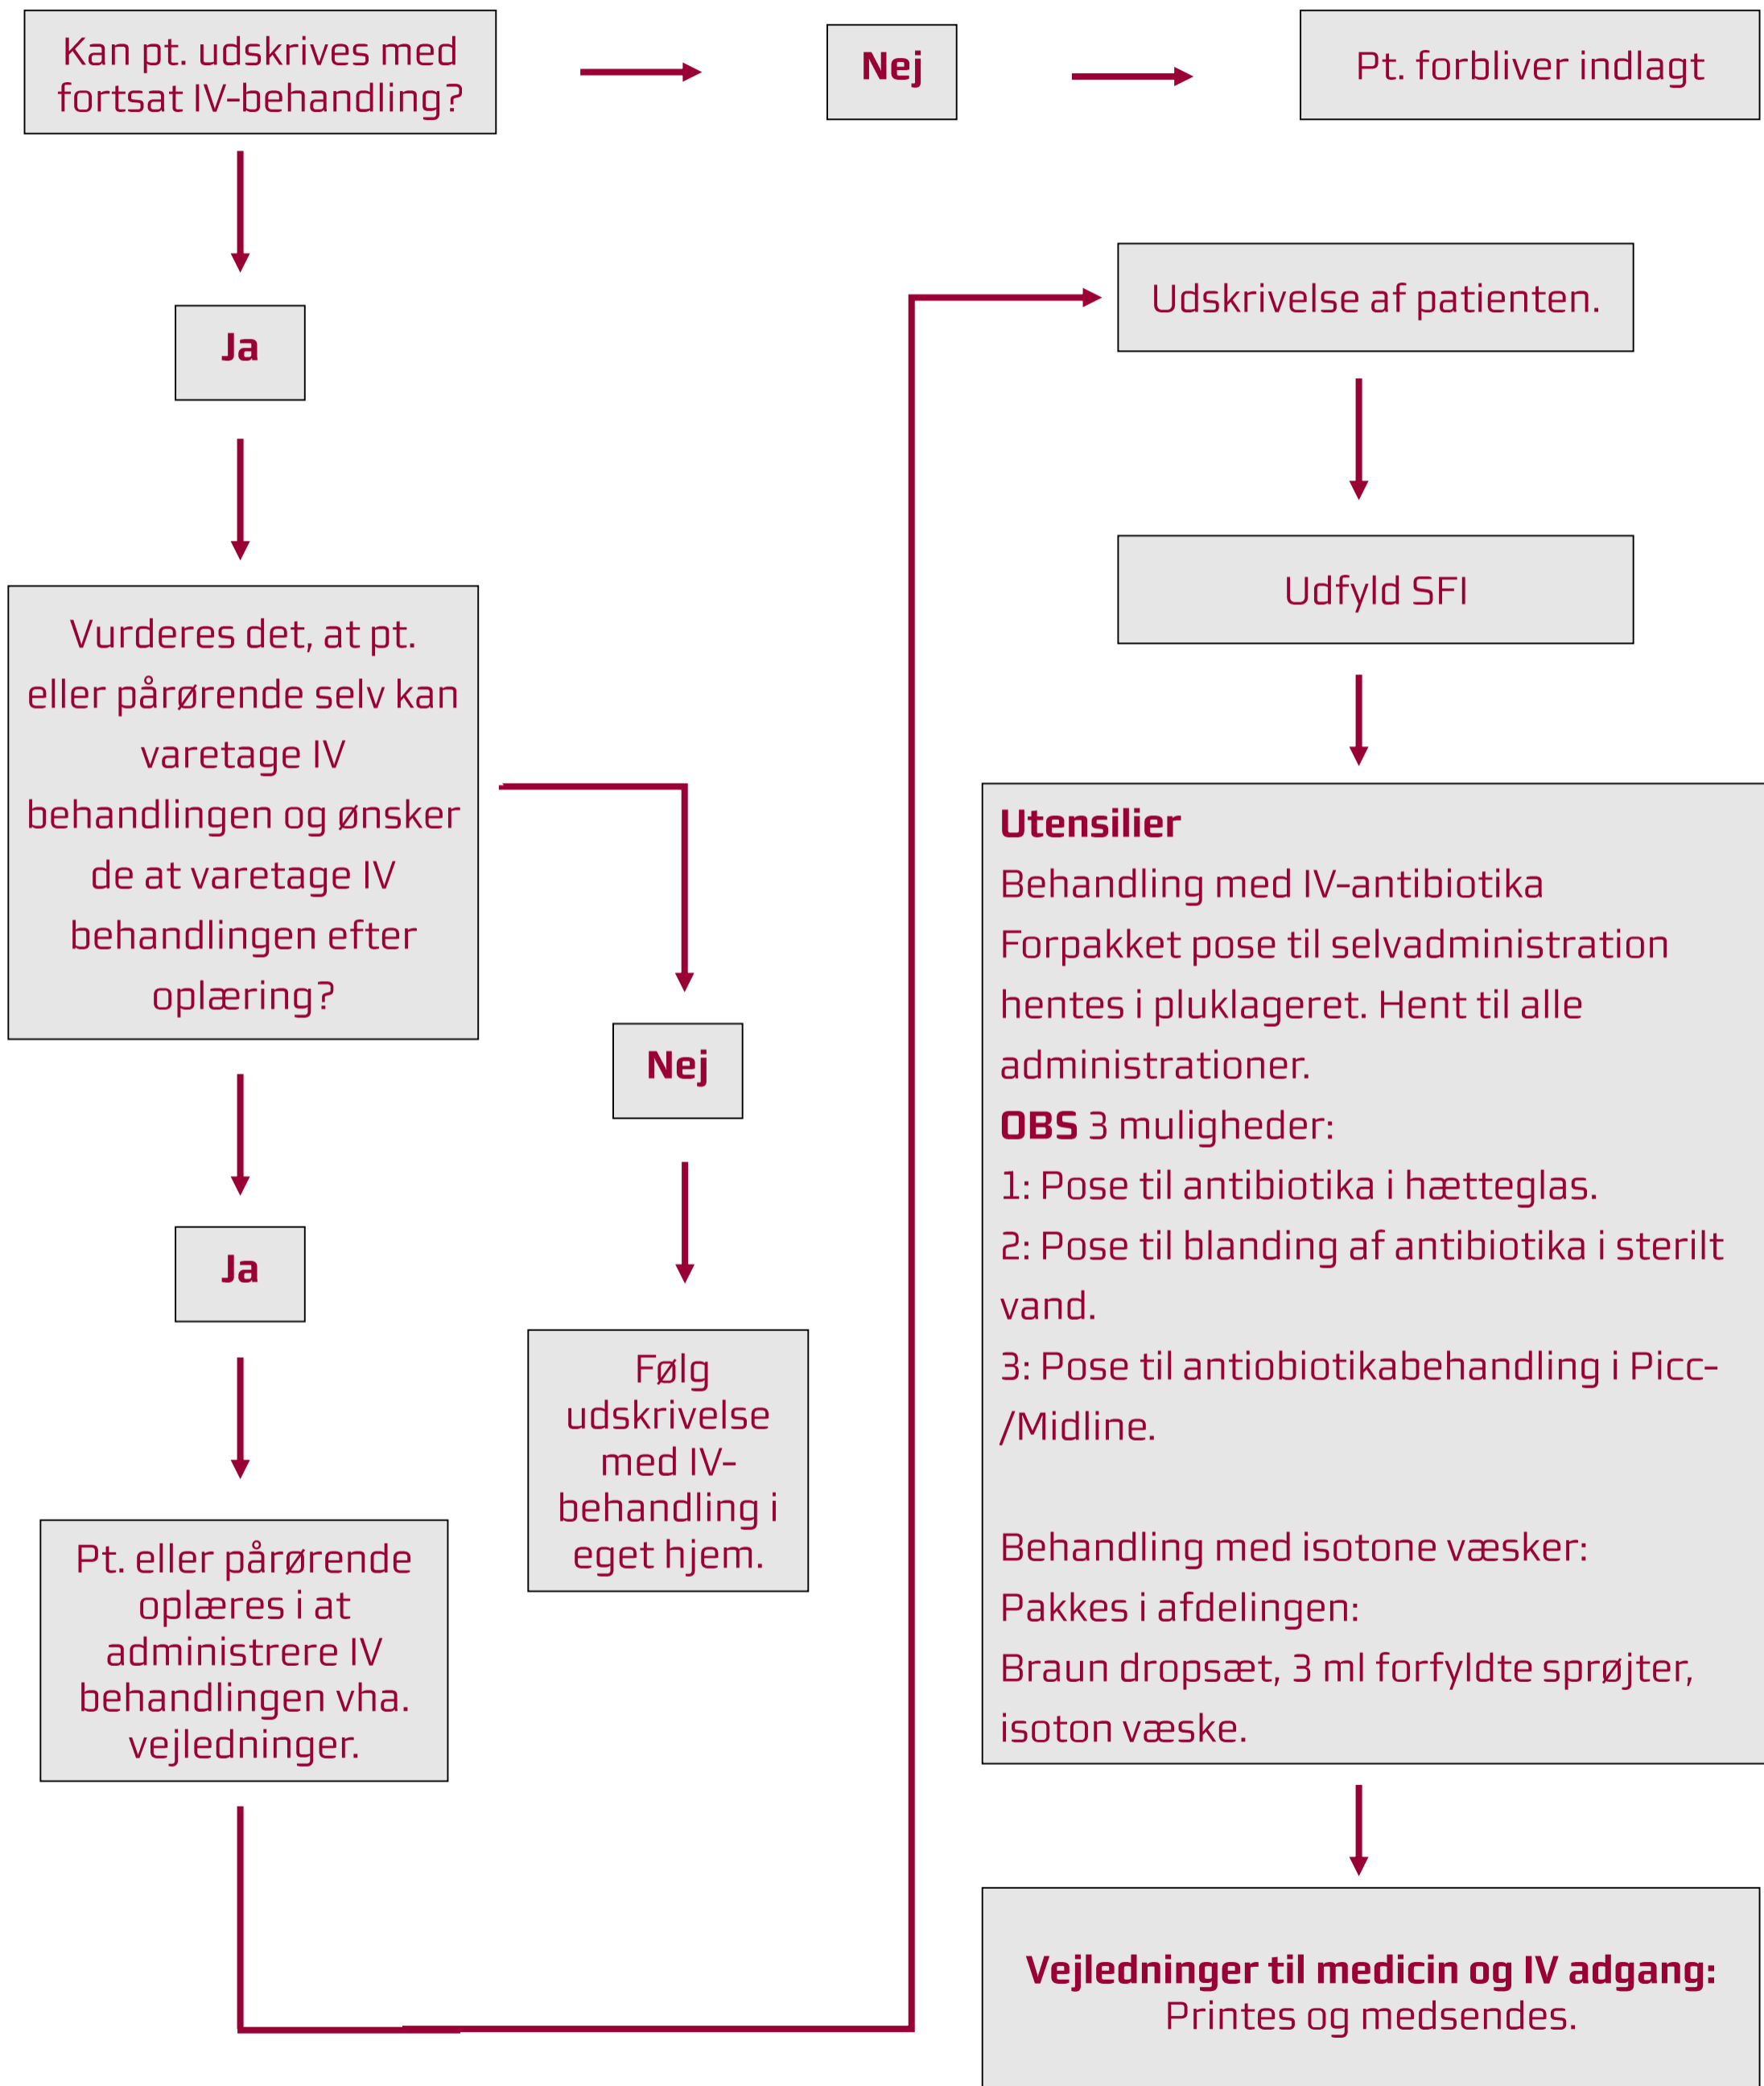 Kan pt. udskrives med
fortsat IV-behandling?
Nej
Pt. forbliver indlagt
Ja
Vurderes det, at pt.
eller pårørende selv kan
varetage IV
behandlingen og ønsker
de at varetage IV
behandlingen efter
oplæring?
Nej
Følg
udskrivelse
med IV-
behandling i
eget hjem.
Ja
Pt. eller pårørende
oplæres i at
administrere IV
behandlingen vha.
vejledninger.
Udskrivelse af patienten.
Udfyld SFI
Utensilier
Behandling med IV-antibiotika
Forpakket pose til selvadministration
hentes i pluklageret. Hent til alle
administrationer.
OBS 3 muligheder:
1: Pose til antibiotika i hætteglas.
2: Pose til blanding af antibiotika i sterilt
vand.
3: Pose til antiobiotikabehandling i Picc-
/Midline.
Behandling med isotone væsker:
Pakkes i afdelingen:
Braun dropsæt, 3 ml forfyldte sprøjter,
isoton væske.
Vejledninger til medicin og IV adgang:
Printes og medsendes.